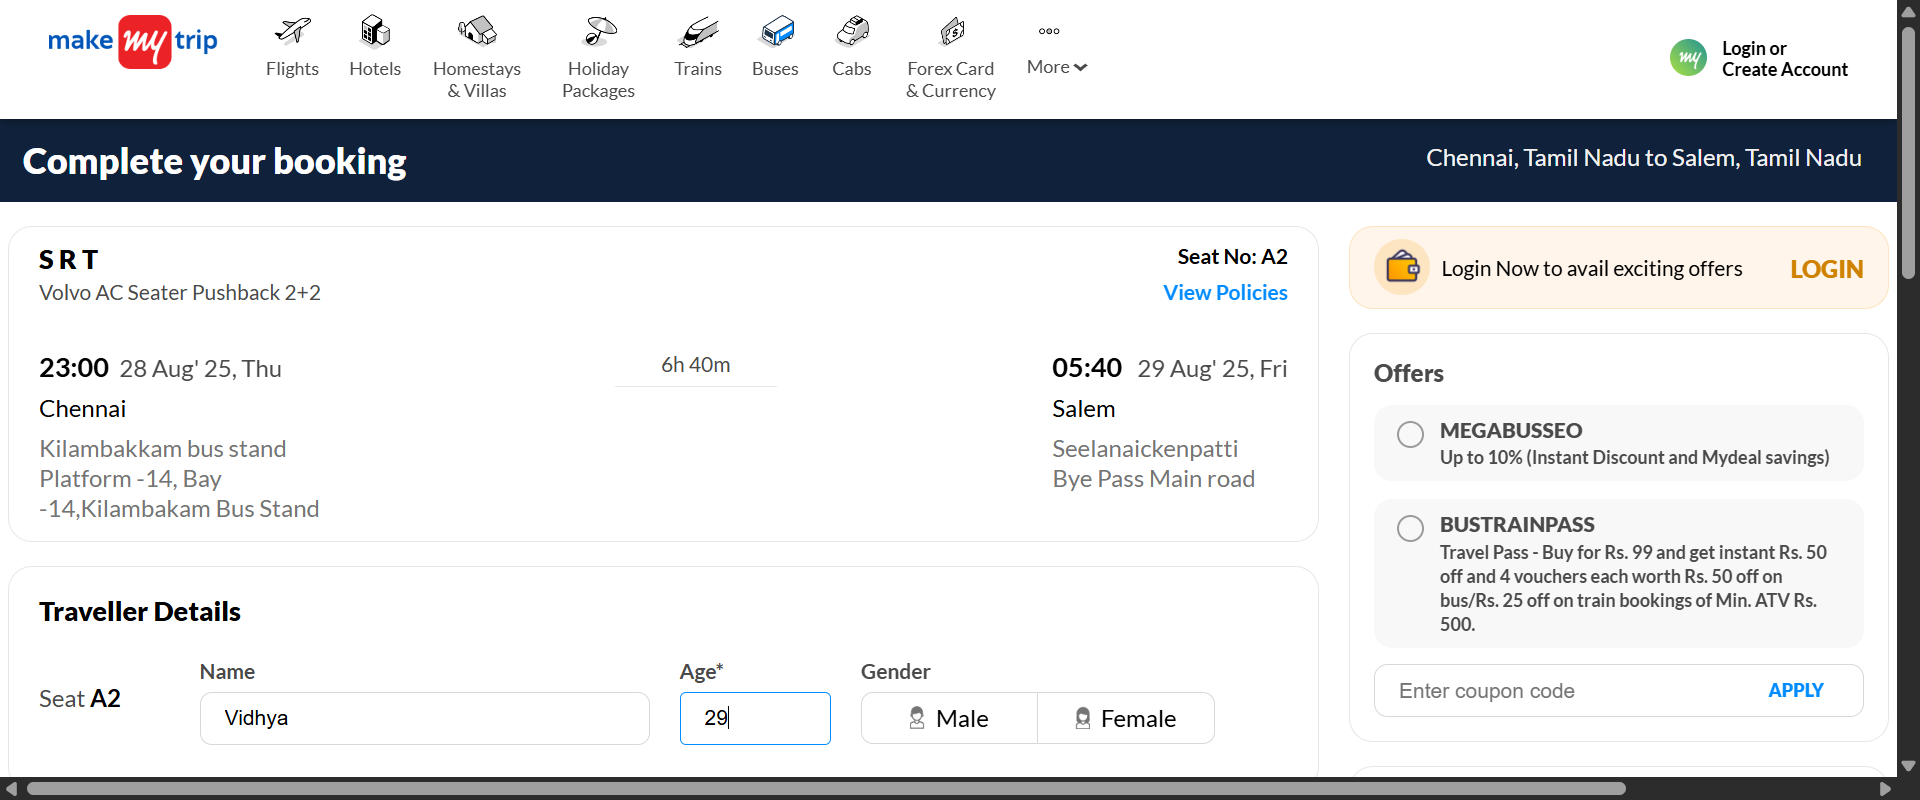 make my trip
Flights
Hotels
Homestays
& Villas
Holiday
Packages
Trains
Buses
Cabs
Forex Card
& Currency
More
my
Login or
Create Account
Complete your booking
Chennai, Tamil Nadu to Salem, Tamil Nadu
S R T
Seat No: A2
Volvo AC Seater Pushback 2+2
View Policies
23:00 28 Aug' 25, Thu
6h 40m
05:40 29 Aug' 25, Fri
Chennai
Salem
Kilambakkam bus stand
Platform -14, Bay
-14,Kilambakam Bus Stand
Seelanaickenpatti
Bye Pass Main road
Traveller Details
Name
Age*
Gender
Seat A2
Vidhya
29
Male
Female
Login Now to avail exciting offers
LOGIN
Offers
MEGABUSSEO
Up to 10% (Instant Discount and Mydeal savings)
BUSTRAINPASS
Travel Pass - Buy for Rs. 99 and get instant Rs. 50
off and 4 vouchers each worth Rs. 50 off on
bus/Rs. 25 off on train bookings of Min. ATV Rs.
500.
Enter coupon code
APPLY